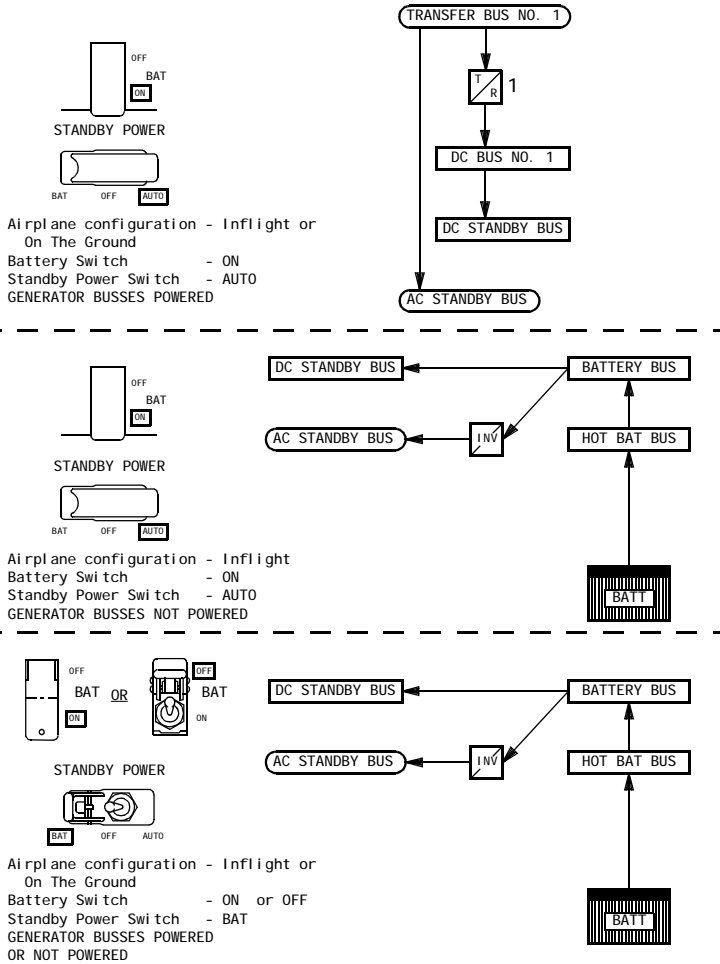 TRANSFER BUS NO. 1
OFF
BAT
ON
T
R
1
STANDBY POWER
DC BUS NO. 1
BAT OFF AUTO
Airplane configuration - Inflight or
On The Ground
Battery Switch - ON
Standby Power Switch - AUTO
GENERATOR BUSSES POWERED
DC STANDBY BUS
AC STANDBY BUS
DC STANDBY BUS
BATTERY BUS
OFF
BAT
ON
AC STANDBY BUS
INV
HOT BAT BUS
STANDBY POWER
BAT OFF AUTO
Airplane configuration - Inflight
Battery Switch - ON
Standby Power Switch - AUTO
GENERATOR BUSSES NOT POWERED
BATT
OFF
BAT
ON
OR
OFF
BAT
ON
DC STANDBY BUS
BATTERY BUS
AC STANDBY BUS
INV
HOT BAT BUS
STANDBY POWER
BAT OFF AUTO
Airplane configuration - Inflight or
On The Ground
Battery Switch - ON or OFF
Standby Power Switch - BAT
GENERATOR BUSSES POWERED
OR NOT POWERED
BATT